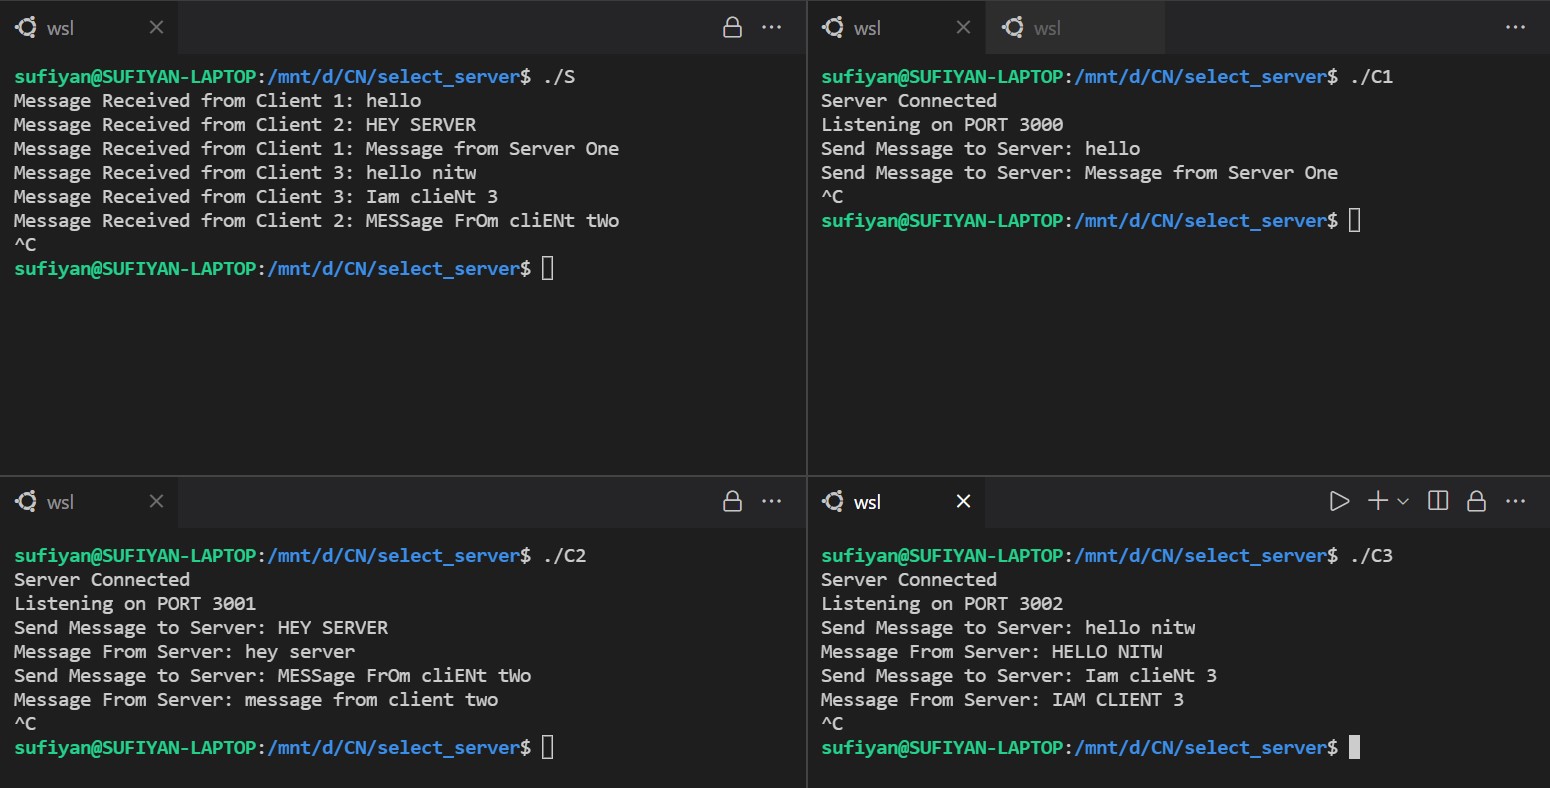 wsl
sufiyan@SUFIYAN-LAPTOP:/mnt/d/CN/select_server$ ./S
Message Received from Client 1: hello
Message Received from Client 2: HEY SERVER
Message Received from Client 1: Message from Server One
Message Received from Client 3: hello nitw
Message Received from Client 3: Iam clieNt 3
Message Received from Client 2: MESSage FrOm cliENt tWo
^C
sufiyan@SUFIYAN-LAPTOP:/mnt/d/CN/select_server$
wsl
wsl
sufiyan@SUFIYAN-LAPTOP:/mnt/d/CN/select_server$ ./C1
Server Connected
Listening on PORT 3000
Send Message to Server: hello
Send Message to Server: Message from Server One
^C
sufiyan@SUFIYAN-LAPTOP:/mnt/d/CN/select_server$
wsl
sufiyan@SUFIYAN-LAPTOP:/mnt/d/CN/select_server$ ./C2
Server Connected
Listening on PORT 3001
Send Message to Server: HEY SERVER
Message From Server: hey server
Send Message to Server: MESSage FrOm cliENt tWo
Message From Server: message from client two
^C
sufiyan@SUFIYAN-LAPTOP:/mnt/d/CN/select_server$
wsl
sufiyan@SUFIYAN-LAPTOP:/mnt/d/CN/select_server$ ./C3
Server Connected
Listening on PORT 3002
Send Message to Server: hello nitw
Message From Server: HELLO NITW
Send Message to Server: Iam clieNt 3
Message From Server: IAM CLIENT 3
^C
sufiyan@SUFIYAN-LAPTOP:/mnt/d/CN/select_server$